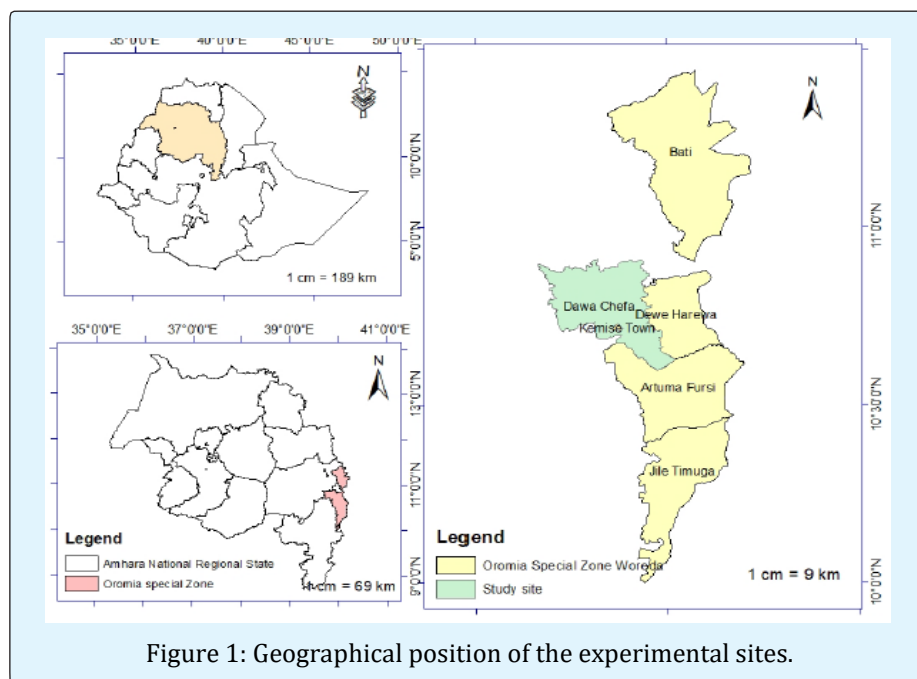 35°0'0"E 40°0'0"E 45°0'0"E 50°0'0"E
N
10°0'0"N
5°0'0"N
1 cm = 189 km
35°0'0"E 37°0'0"E 39°0'0"E 41°0'0"E
N
13°0'0"N
11°0'0"N
9°0'0"N
Legend
Amhara National Regional State
Oromia special Zone
1 cm = 69 km
N
Bati
11°0'0"N
Dawa Chefa
Dewe Harewa
Kemise Town
Artuma Fursi
10°30'0"N
Jile Timuga
Legend
Oromia Special Zone Woreda
Study site
1 cm = 9 km
10°0'0"N
Figure 1: Geographical position of the experimental sites.